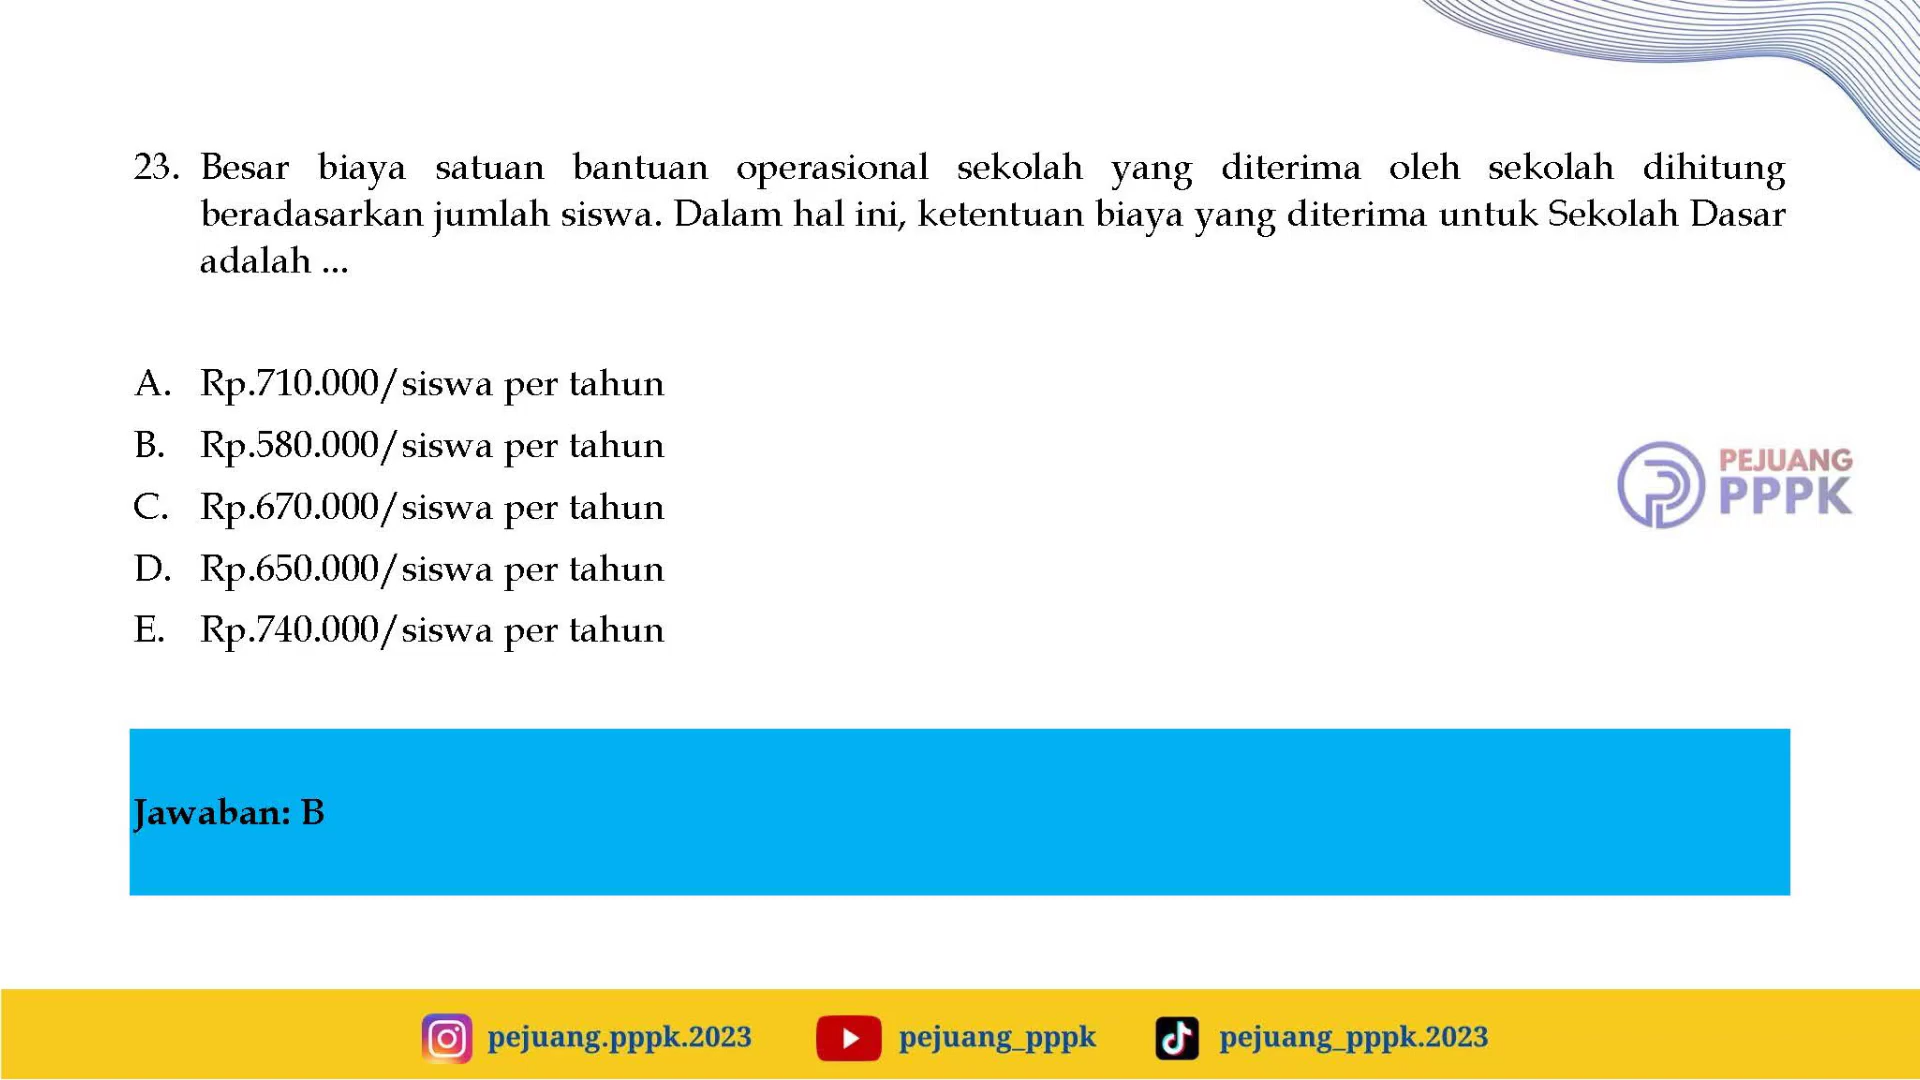 23. Besar biaya satuan bantuan operasional sekolah yang diterima oleh sekolah dihitung
beradasarkan jumlah siswa. Dalam hal ini, ketentuan biaya yang diterima untuk Sekolah Dasar
adalah ...
A. Rp.710.000/siswa per tahun
B. Rp.580.000/siswa per tahun
C. Rp.670.000/siswa per tahun
D. Rp.650.000/siswa per tahun
E. Rp.740.000/siswa per tahun
PEJUANG
PPPK
Jawaban: B
pejuang.pppk.2023 pejuang_pppk pejuang_pppk.2023